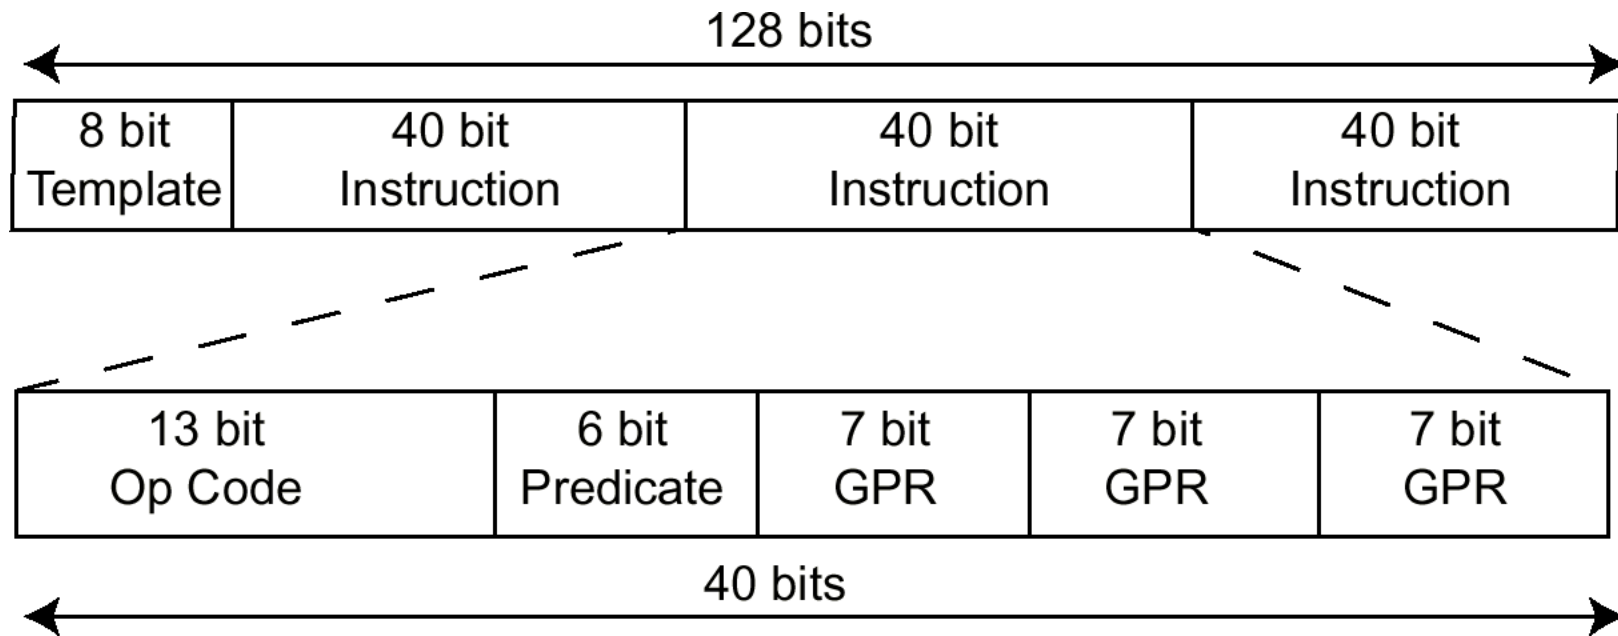 128 bits
8 bit 40 bit 40 bit 40 bit
Template Instruction Instruction Instruction
13 bit 6 bit 7 bit 7 bit 7 bit
Op Code Predicate GPR GPR GPR
40 bits